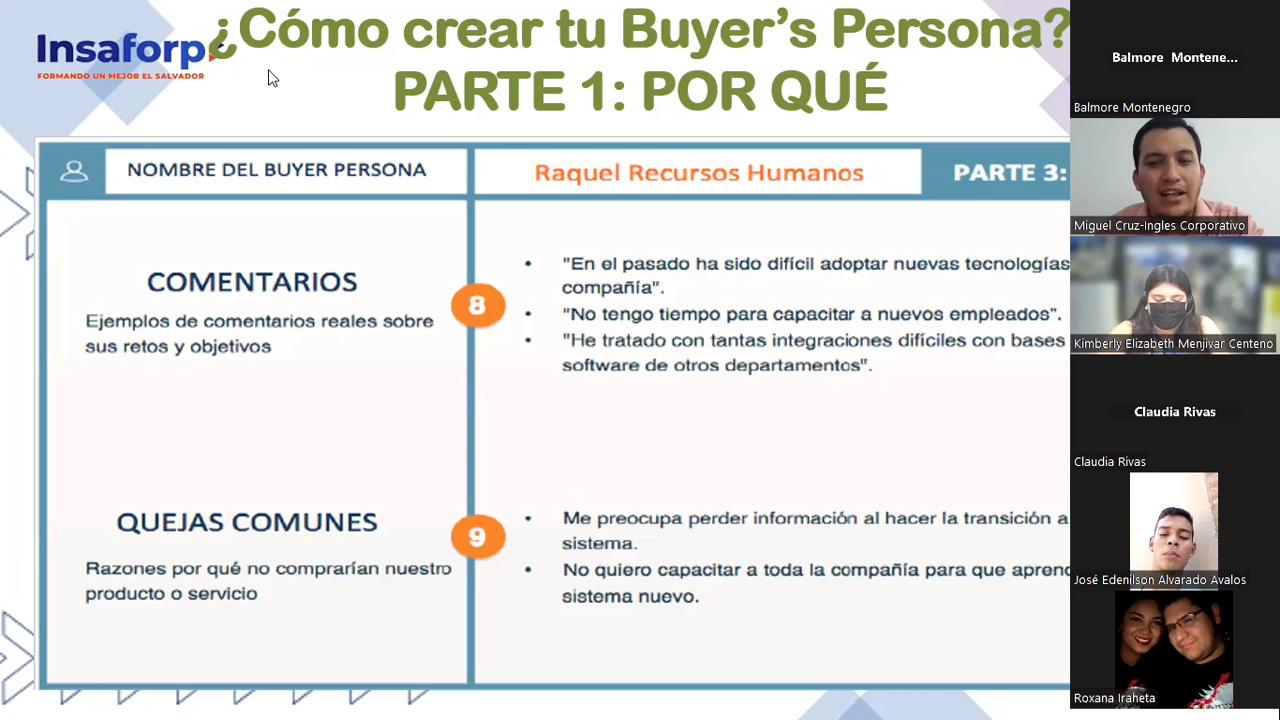 Insaforp
FORMANDO UN MEJOR EL SALVADOR
¿Cómo crear tu Buyer's Persona?
PARTE 1: POR QUÉ
NOMBRE DEL BUYER PERSONA
Raquel Recursos Humanos
PARTE 3:
COMENTARIOS
Ejemplos de comentarios reales sobre
sus retos y objetivos
8
• "En el pasado ha sido difícil adoptar nuevas tecnologías
compañía".
• "No tengo tiempo para capacitar a nuevos empleados".
• "He tratado con tantas integraciones difíciles con bases
software de otros departamentos".
QUEJAS COMUNES
Razones por qué no comprarían nuestro
producto o servicio
9
• Me preocupa perder información al hacer la transición a
sistema.
• No quiero capacitar a toda la compañía para que aprend
sistema nuevo.
Balmore Montene...
Balmore Montenegro
Miguel Cruz-Ingles Corporativo
Kimberly Elizabeth Menjivar Centeno
Claudia Rivas
Claudia Rivas
José Edenilson Alvarado Avalos
Roxana Iraheta